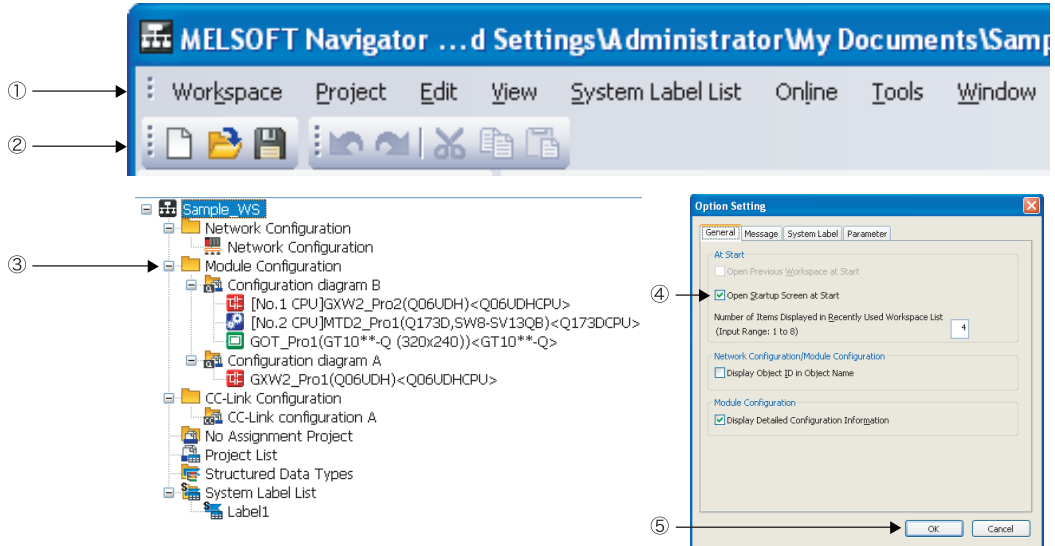 MELSOFT Navigator ...d Settings\Administrator\My Documents\Samp
① Workspace Project Edit View System Label List Online Tools Window
②
Sample_WS
Network Configuration
Network Configuration
③ Module Configuration
Configuration diagram B
[No.1 CPU]GXW2_Pro2(Q06UDH)<Q06UDHCPU>
[No.2 CPU]MTD2_Pro1(Q173D,SW8-SV13QB)<Q173DCPU>
GOT_Pro1(GT10**-Q (320x240))<GT10**-Q>
Configuration diagram A
GXW2_Pro1(Q06UDH)<Q06UDHCPU>
CC-Link Configuration
CC-Link configuration A
No Assignment Project
Project List
Structured Data Types
System Label List
Label1
Option Setting
General Message System Label Parameter
At Start
Open Previous Workspace at Start
④ Open Startup Screen at Start
Number of Items Displayed in Recently Used Workspace List
(Input Range: 1 to 8) 4
Network Configuration/Module Configuration
Display Object ID in Object Name
Module Configuration
Display Detailed Configuration Information
⑤ OK Cancel